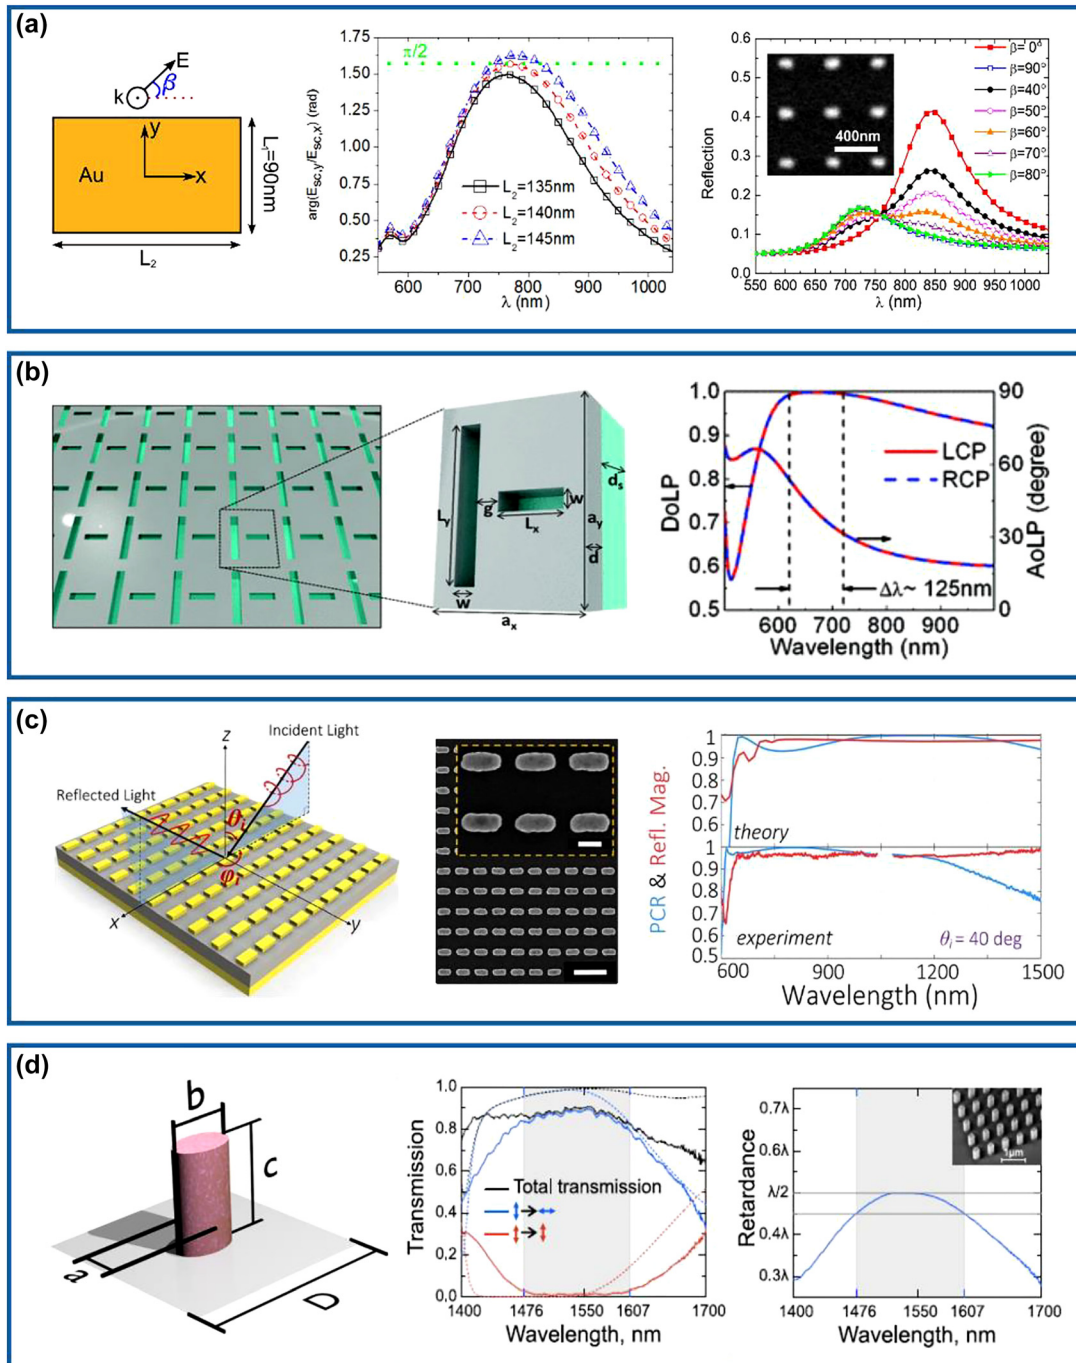 (a)
E
β
k
y
x
Au
L₁=90nm
L₂
arg(E_sc,y/E_sc,x) (rad)
1.75
1.50
1.25
1.00
0.75
0.50
0.25
π/2
L₂=135nm
L₂=140nm
L₂=145nm
600 700 800 900 1000
λ (nm)
Reflection
0.6
0.5
0.4
0.3
0.2
0.1
0.0
400nm
β= 0°
β=90°
β=40°
β=50°
β=60°
β=70°
β=80°
550 600 650 700 750 800 850 900 950 1000
λ (nm)
(b)
L_y
g
w
L_x
w
a_y
d_s
d
a_x
DoLP
1.0
0.9
0.8
0.7
0.6
0.5
LCP
RCP
Δλ~ 125nm
90
60
30
0
AoLP (degree)
600 700 800 900
Wavelength (nm)
(c)
z
Incident Light
Reflected Light
θi
φi
x
y
PCR & Refl. Mag.
1
0.9
0.8
0.7
0.6
theory
1
0.9
0.8
0.7
0.6
0.5
experiment
θi = 40 deg
600 900 1200 1500
Wavelength (nm)
(d)
b
c
a
D
Transmission
1.0
0.8
0.6
0.4
0.2
0.0
Total transmission
1400 1476 1550 1607 1700
Wavelength, nm
Retardance
0.7λ
0.6λ
λ/2
0.4λ
0.3λ
1μm
1400 1476 1550 1607 1700
Wavelength, nm